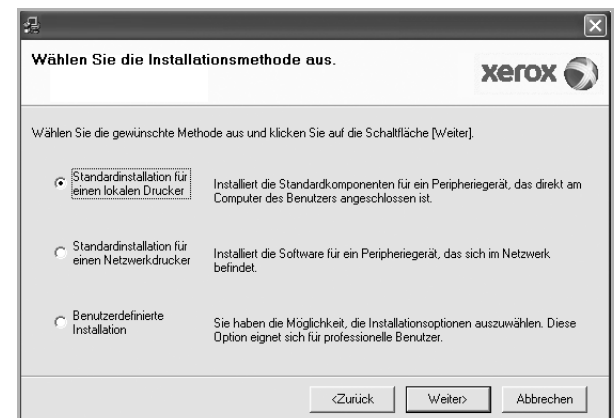 Wählen Sie die Installationsmethode aus.
xerox
Wählen Sie die gewünschte Methode aus und klicken Sie auf die Schaltfläche [Weiter].
Standardinstallation für
einen lokalen Drucker
Installiert die Standardkomponenten für ein Peripheriegerät, das direkt am
Computer des Benutzers angeschlossen ist.
Standardinstallation für
einen Netzwerkdrucker
Installiert die Software für ein Peripheriegerät, das sich im Netzwerk
befindet.
Benutzerdefinierte
Installation
Sie haben die Möglichkeit, die Installationsoptionen auszuwählen. Diese
Option eignet sich für professionelle Benutzer.
<Zurück
Weiter>
Abbrechen